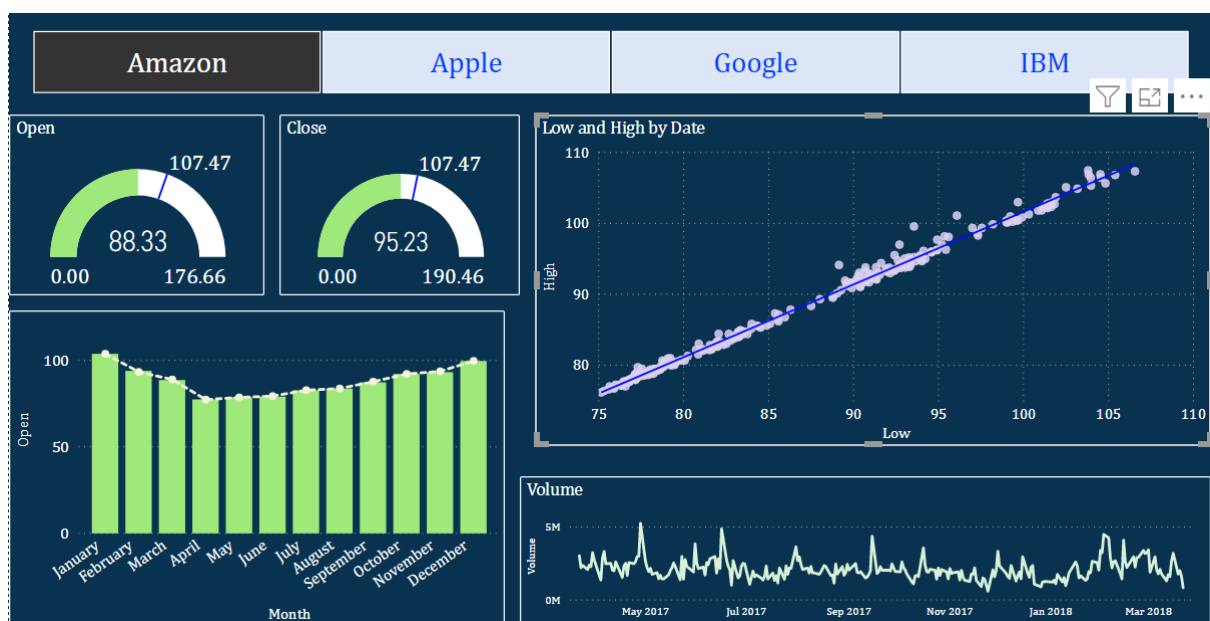 Amazon Apple Google IBM
Open
107.47
88.33
0.00 176.66
Close
107.47
95.23
0.00 190.46
Low and High by Date
High
110
100
90
80
75 80 85 90 95 100 105 110
Low
Open
100
50
0
January February March April May June July August September October November December
Month
Volume
Volume
5M
0M
May 2017 Jul 2017 Sep 2017 Nov 2017 Jan 2018 Mar 2018